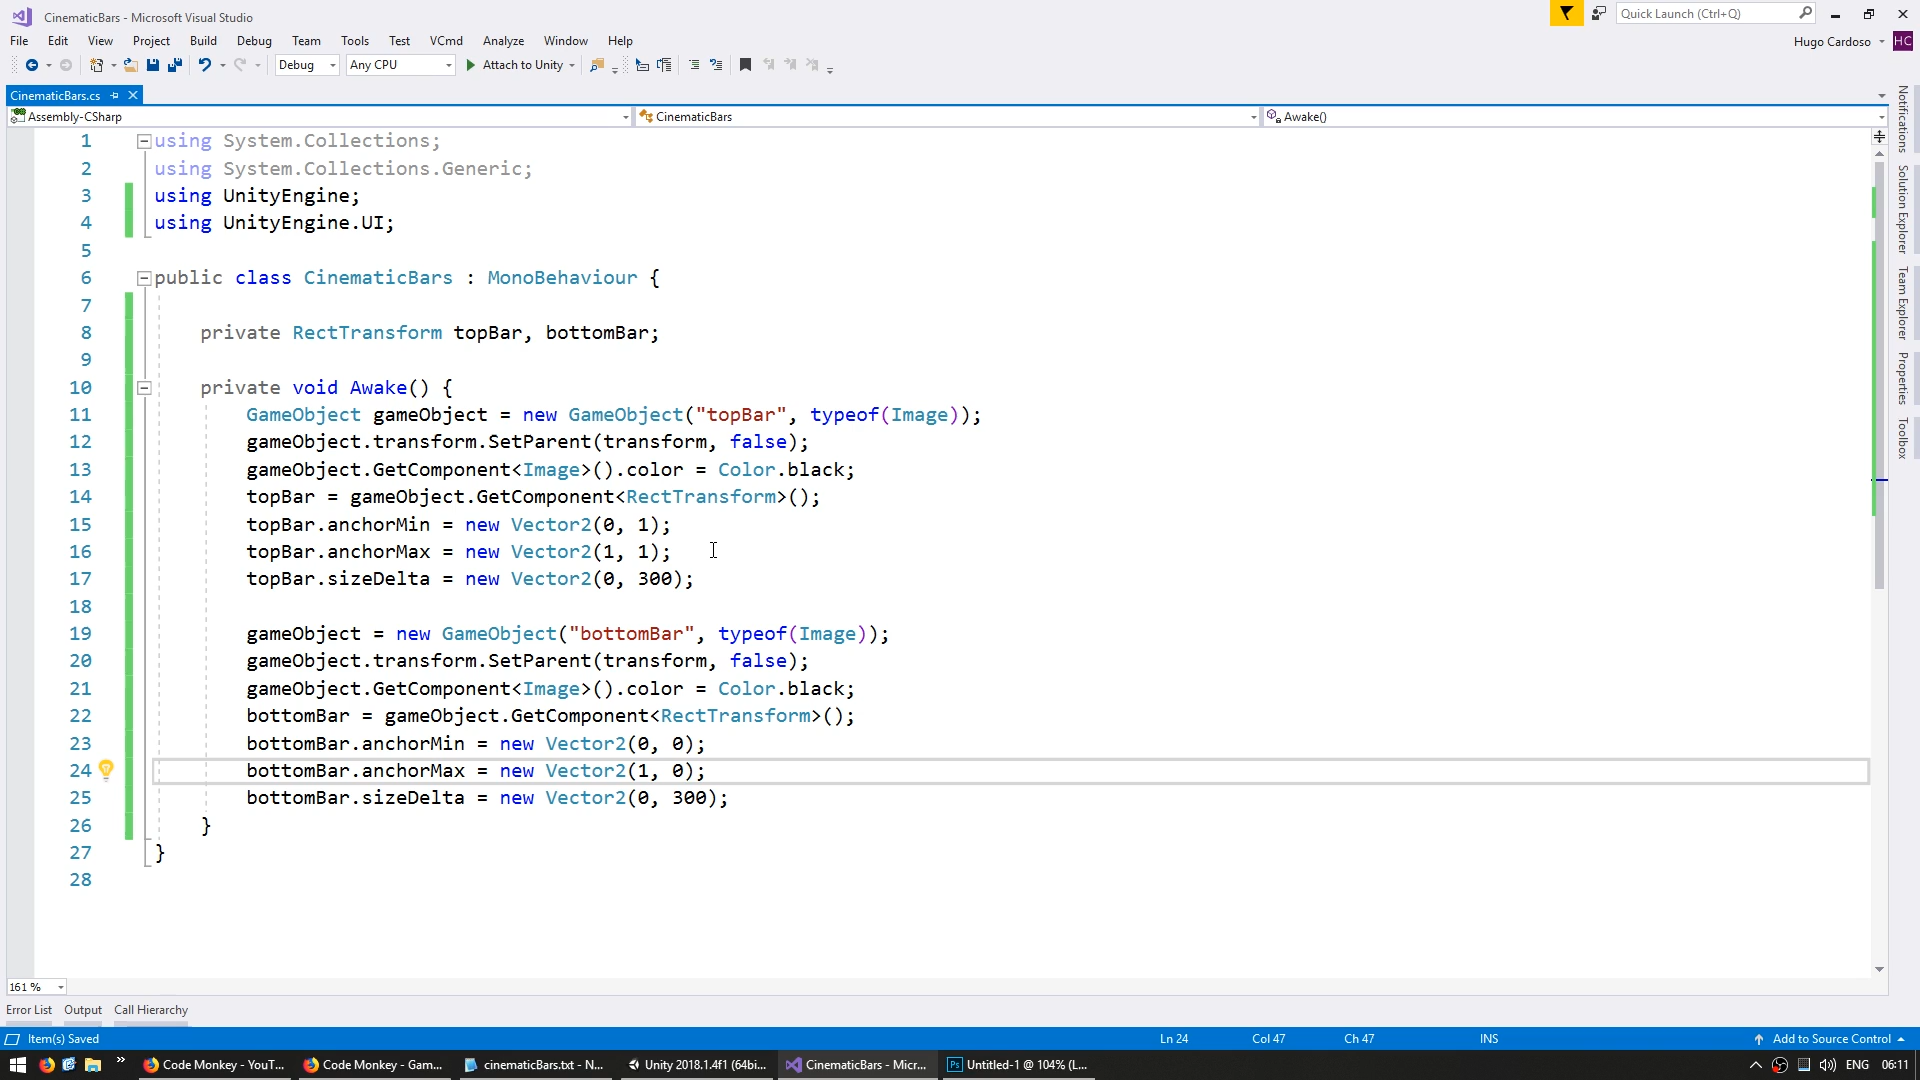 CinematicBars - Microsoft Visual Studio
Quick Launch (Ctrl+Q)
File Edit View Project Build Debug Team Tools Test VCmd Analyze Window Help
Hugo Cardoso HC
Debug Any CPU Attach to Unity
CinematicBars.cs
Assembly-CSharp CinematicBars Awake()
1 using System.Collections;
2 using System.Collections.Generic;
3 using UnityEngine;
4 using UnityEngine.UI;
5
6 public class CinematicBars : MonoBehaviour {
7
8 private RectTransform topBar, bottomBar;
9
10 private void Awake() {
11 GameObject gameObject = new GameObject("topBar", typeof(Image));
12 gameObject.transform.SetParent(transform, false);
13 gameObject.GetComponent<Image>().color = Color.black;
14 topBar = gameObject.GetComponent<RectTransform>();
15 topBar.anchorMin = new Vector2(0, 1);
16 topBar.anchorMax = new Vector2(1, 1);
17 topBar.sizeDelta = new Vector2(0, 300);
18
19 gameObject = new GameObject("bottomBar", typeof(Image));
20 gameObject.transform.SetParent(transform, false);
21 gameObject.GetComponent<Image>().color = Color.black;
22 bottomBar = gameObject.GetComponent<RectTransform>();
23 bottomBar.anchorMin = new Vector2(0, 0);
24 bottomBar.anchorMax = new Vector2(1, 0);
25 bottomBar.sizeDelta = new Vector2(0, 300);
26 }
27 }
28
Notifications
Solution Explorer
Team Explorer
Properties
Toolbox
161 %
Error List Output Call Hierarchy
Item(s) Saved Ln 24 Col 47 Ch 47 INS Add to Source Control
Code Monkey - YouT... Code Monkey - Gam... cinematicBars.txt - N... Unity 2018.1.4f1 (64bi... CinematicBars - Micr... Ps Untitled-1 @ 104% (L... ENG 06:11